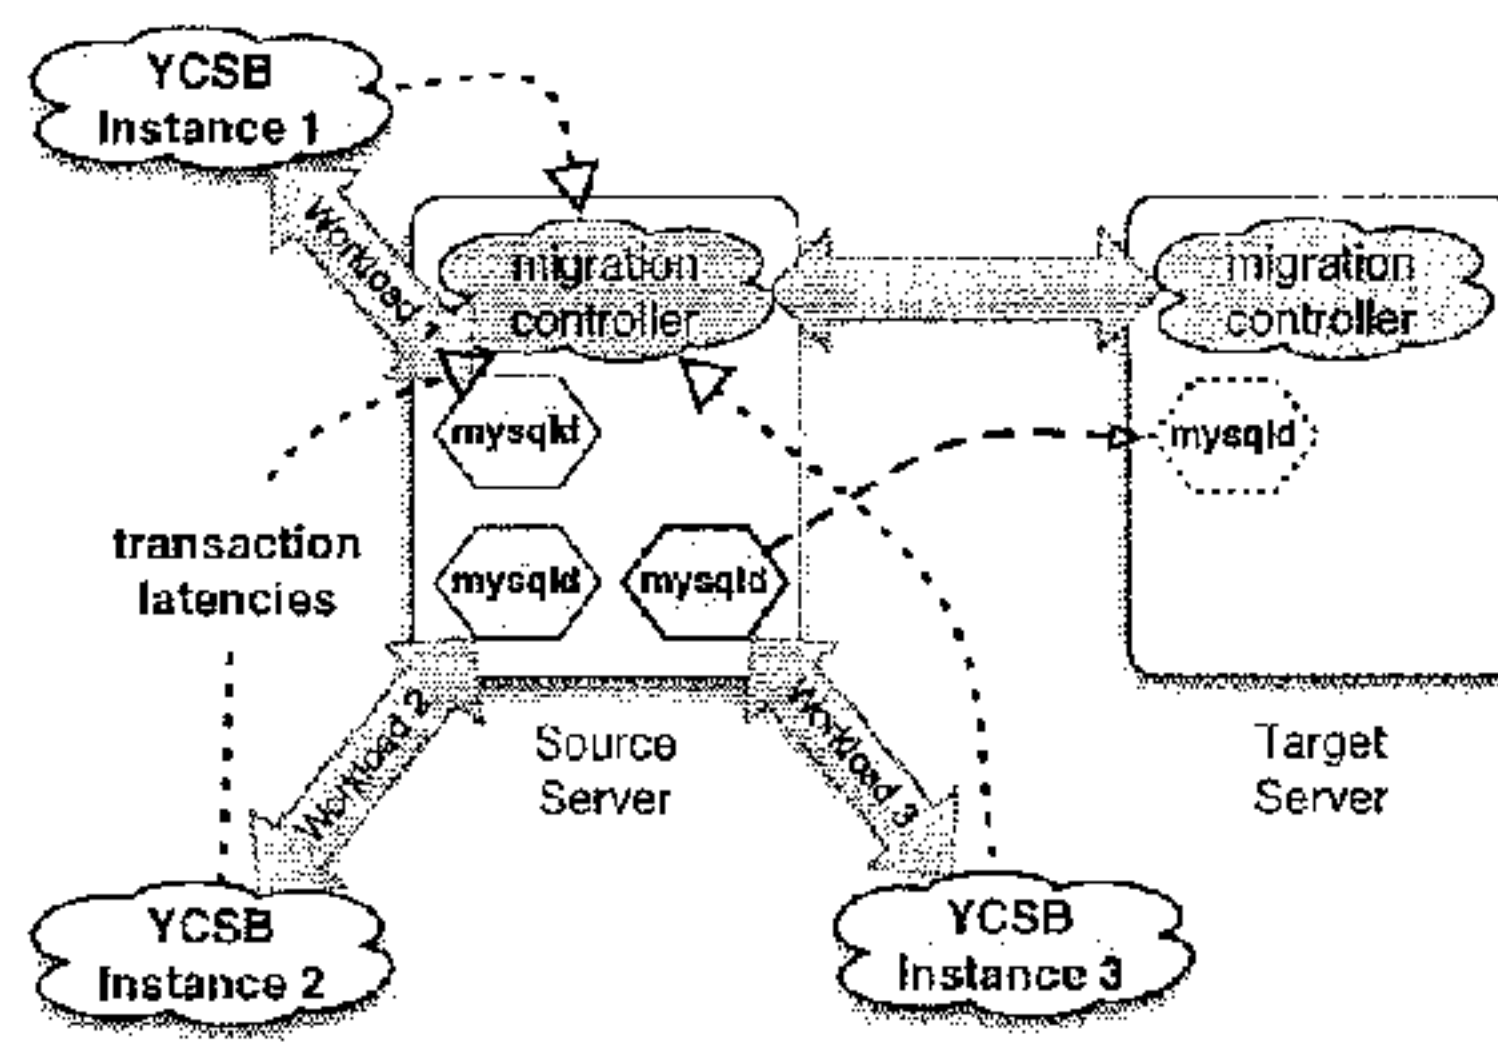 YCSB
Instance 1
Workload 1
migration
controller
migration
controller
mysqld
mysqld
transaction
latencies
mysqld
mysqld
Workload 2
Workload 3
Source
Server
Target
Server
YCSB
Instance 2
YCSB
Instance 3